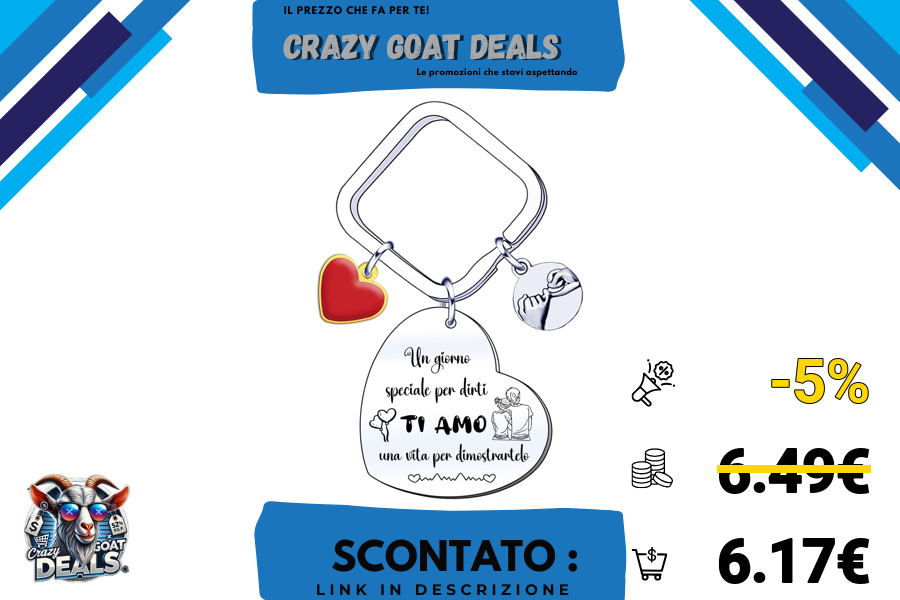 IL PREZZO CHE FA PER TE!
CRAZY GOAT DEALS
Le promozioni che stavi aspettando
Un giorno
speciale per dirti
TI AMO
una vita per dimostrartelo
-5%
6.49€
6.17€
SCONTATO :
LINK IN DESCRIZIONE
$
Crazy
GOAT
DEALS